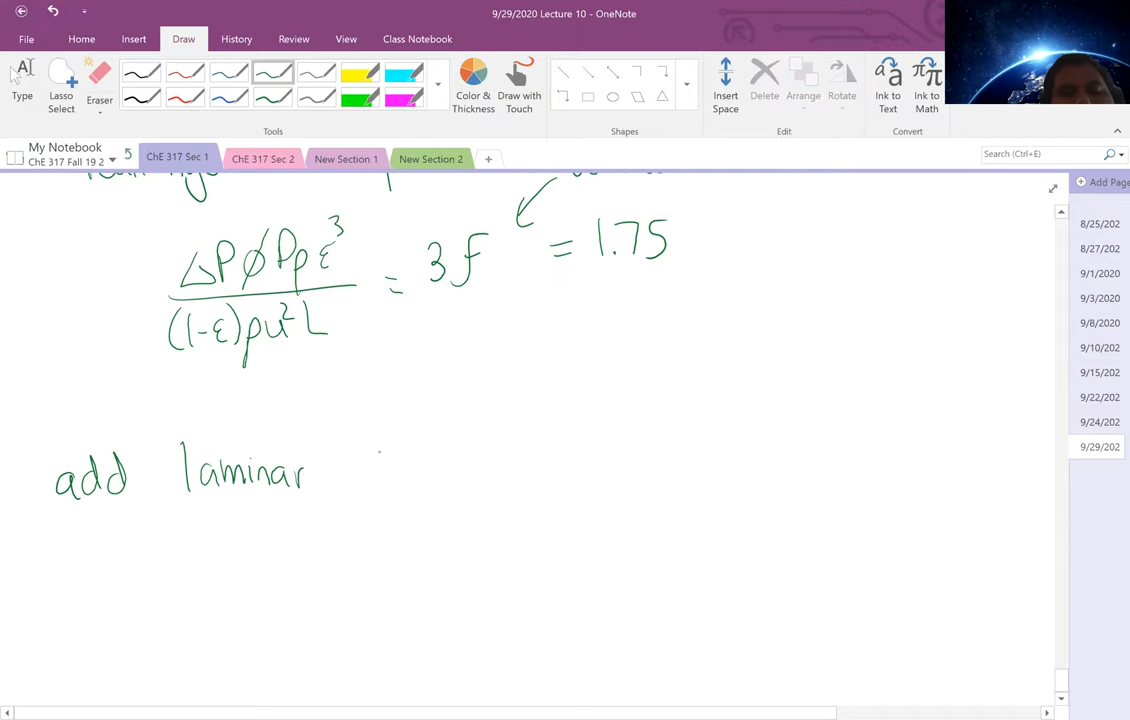 9/29/2020 Lecture 10 - OneNote
File Home Insert Draw History Review View Class Notebook
Type
Lasso Select
Eraser
Color & Thickness
Draw with Touch
Insert Space
Delete
Arrange
Rotate
Ink to Text
Ink to Math
Tools
Shapes
Edit
Convert
My Notebook
ChE 317 Fall 19 2
ChE 317 Sec 1
ChE 317 Sec 2
New Section 1
New Section 2
Search (Ctrl+E)
Add Page
8/25/202
8/27/202
9/1/2020
9/3/2020
9/8/2020
9/10/202
9/15/202
9/22/202
9/24/202
9/29/202
ΔP φ Dp ε³ / (1-ε)ρu²L = 3f = 1.75
add laminar